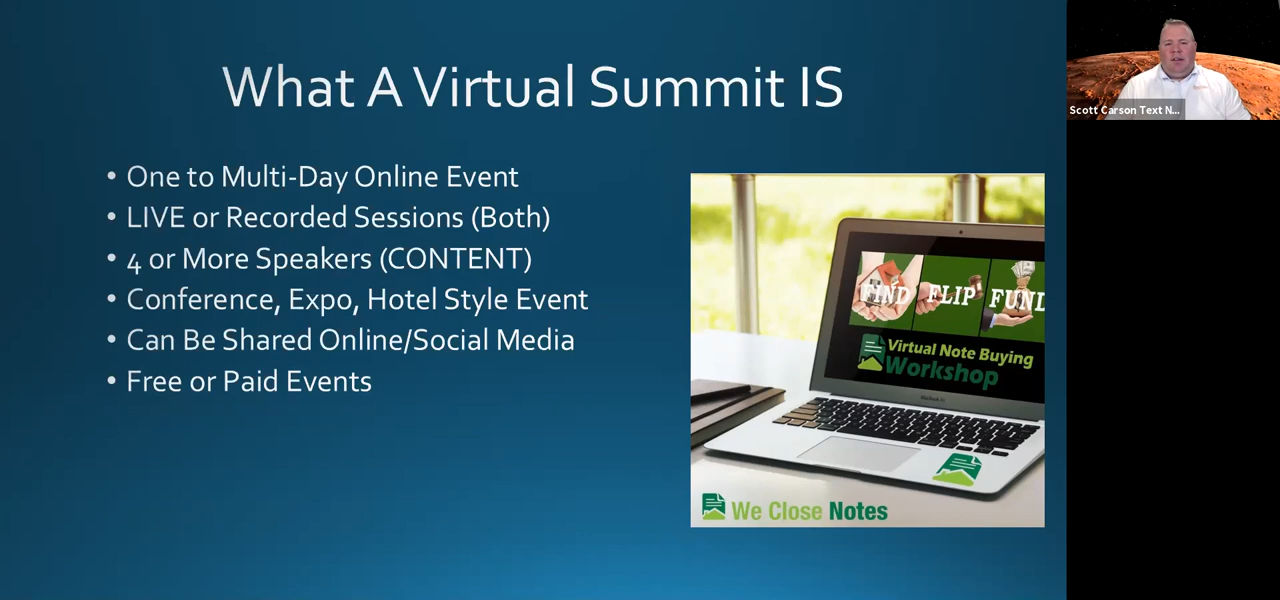 What A Virtual Summit IS
• One to Multi-Day Online Event
• LIVE or Recorded Sessions (Both)
• 4 or More Speakers (CONTENT)
• Conference, Expo, Hotel Style Event
• Can Be Shared Online/Social Media
• Free or Paid Events
FIND FLIP FUND
Virtual Note Buying
Workshop
MacBook Air
We Close Notes
Scott Carson Text N...